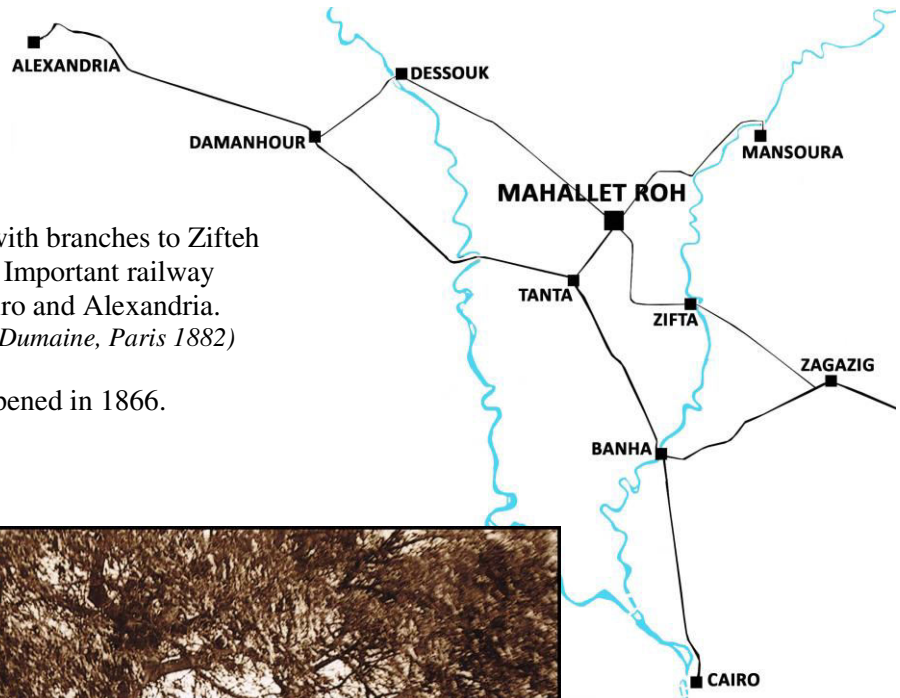 ALEXANDRIA
DESSOUK
DAMANHOUR
MANSOURA
MAHALLET ROH
with branches to Zifteh
Important railway
ro and Alexandria.
Dumaine, Paris 1882)
pened in 1866.
TANTA
ZIFTA
ZAGAZIG
BANHA
CAIRO